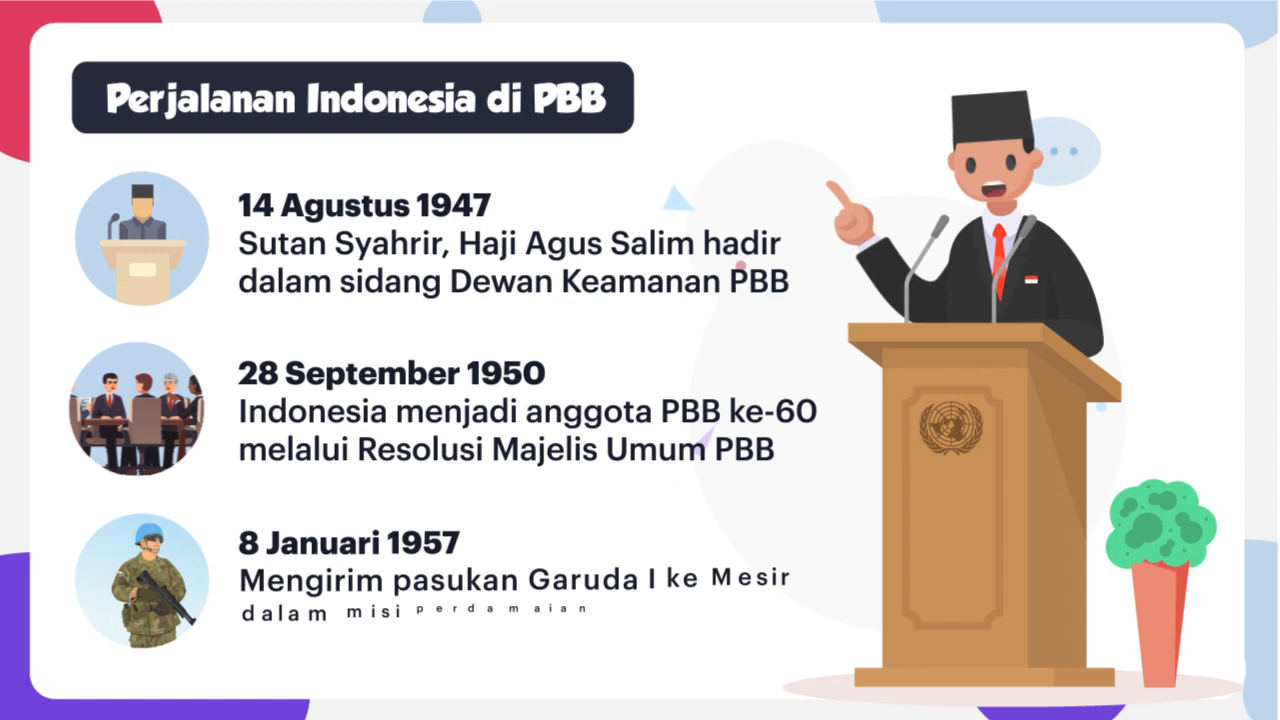 Perjalanan Indonesia di PBB
14 Agustus 1947
Sutan Syahrir, Haji Agus Salim hadir
dalam sidang Dewan Keamanan PBB
28 September 1950
Indonesia menjadi anggota PBB ke-60
melalui Resolusi Majelis Umum PBB
8 Januari 1957
Mengirim pasukan Garuda I ke Mesir
dalam misi perdamaian